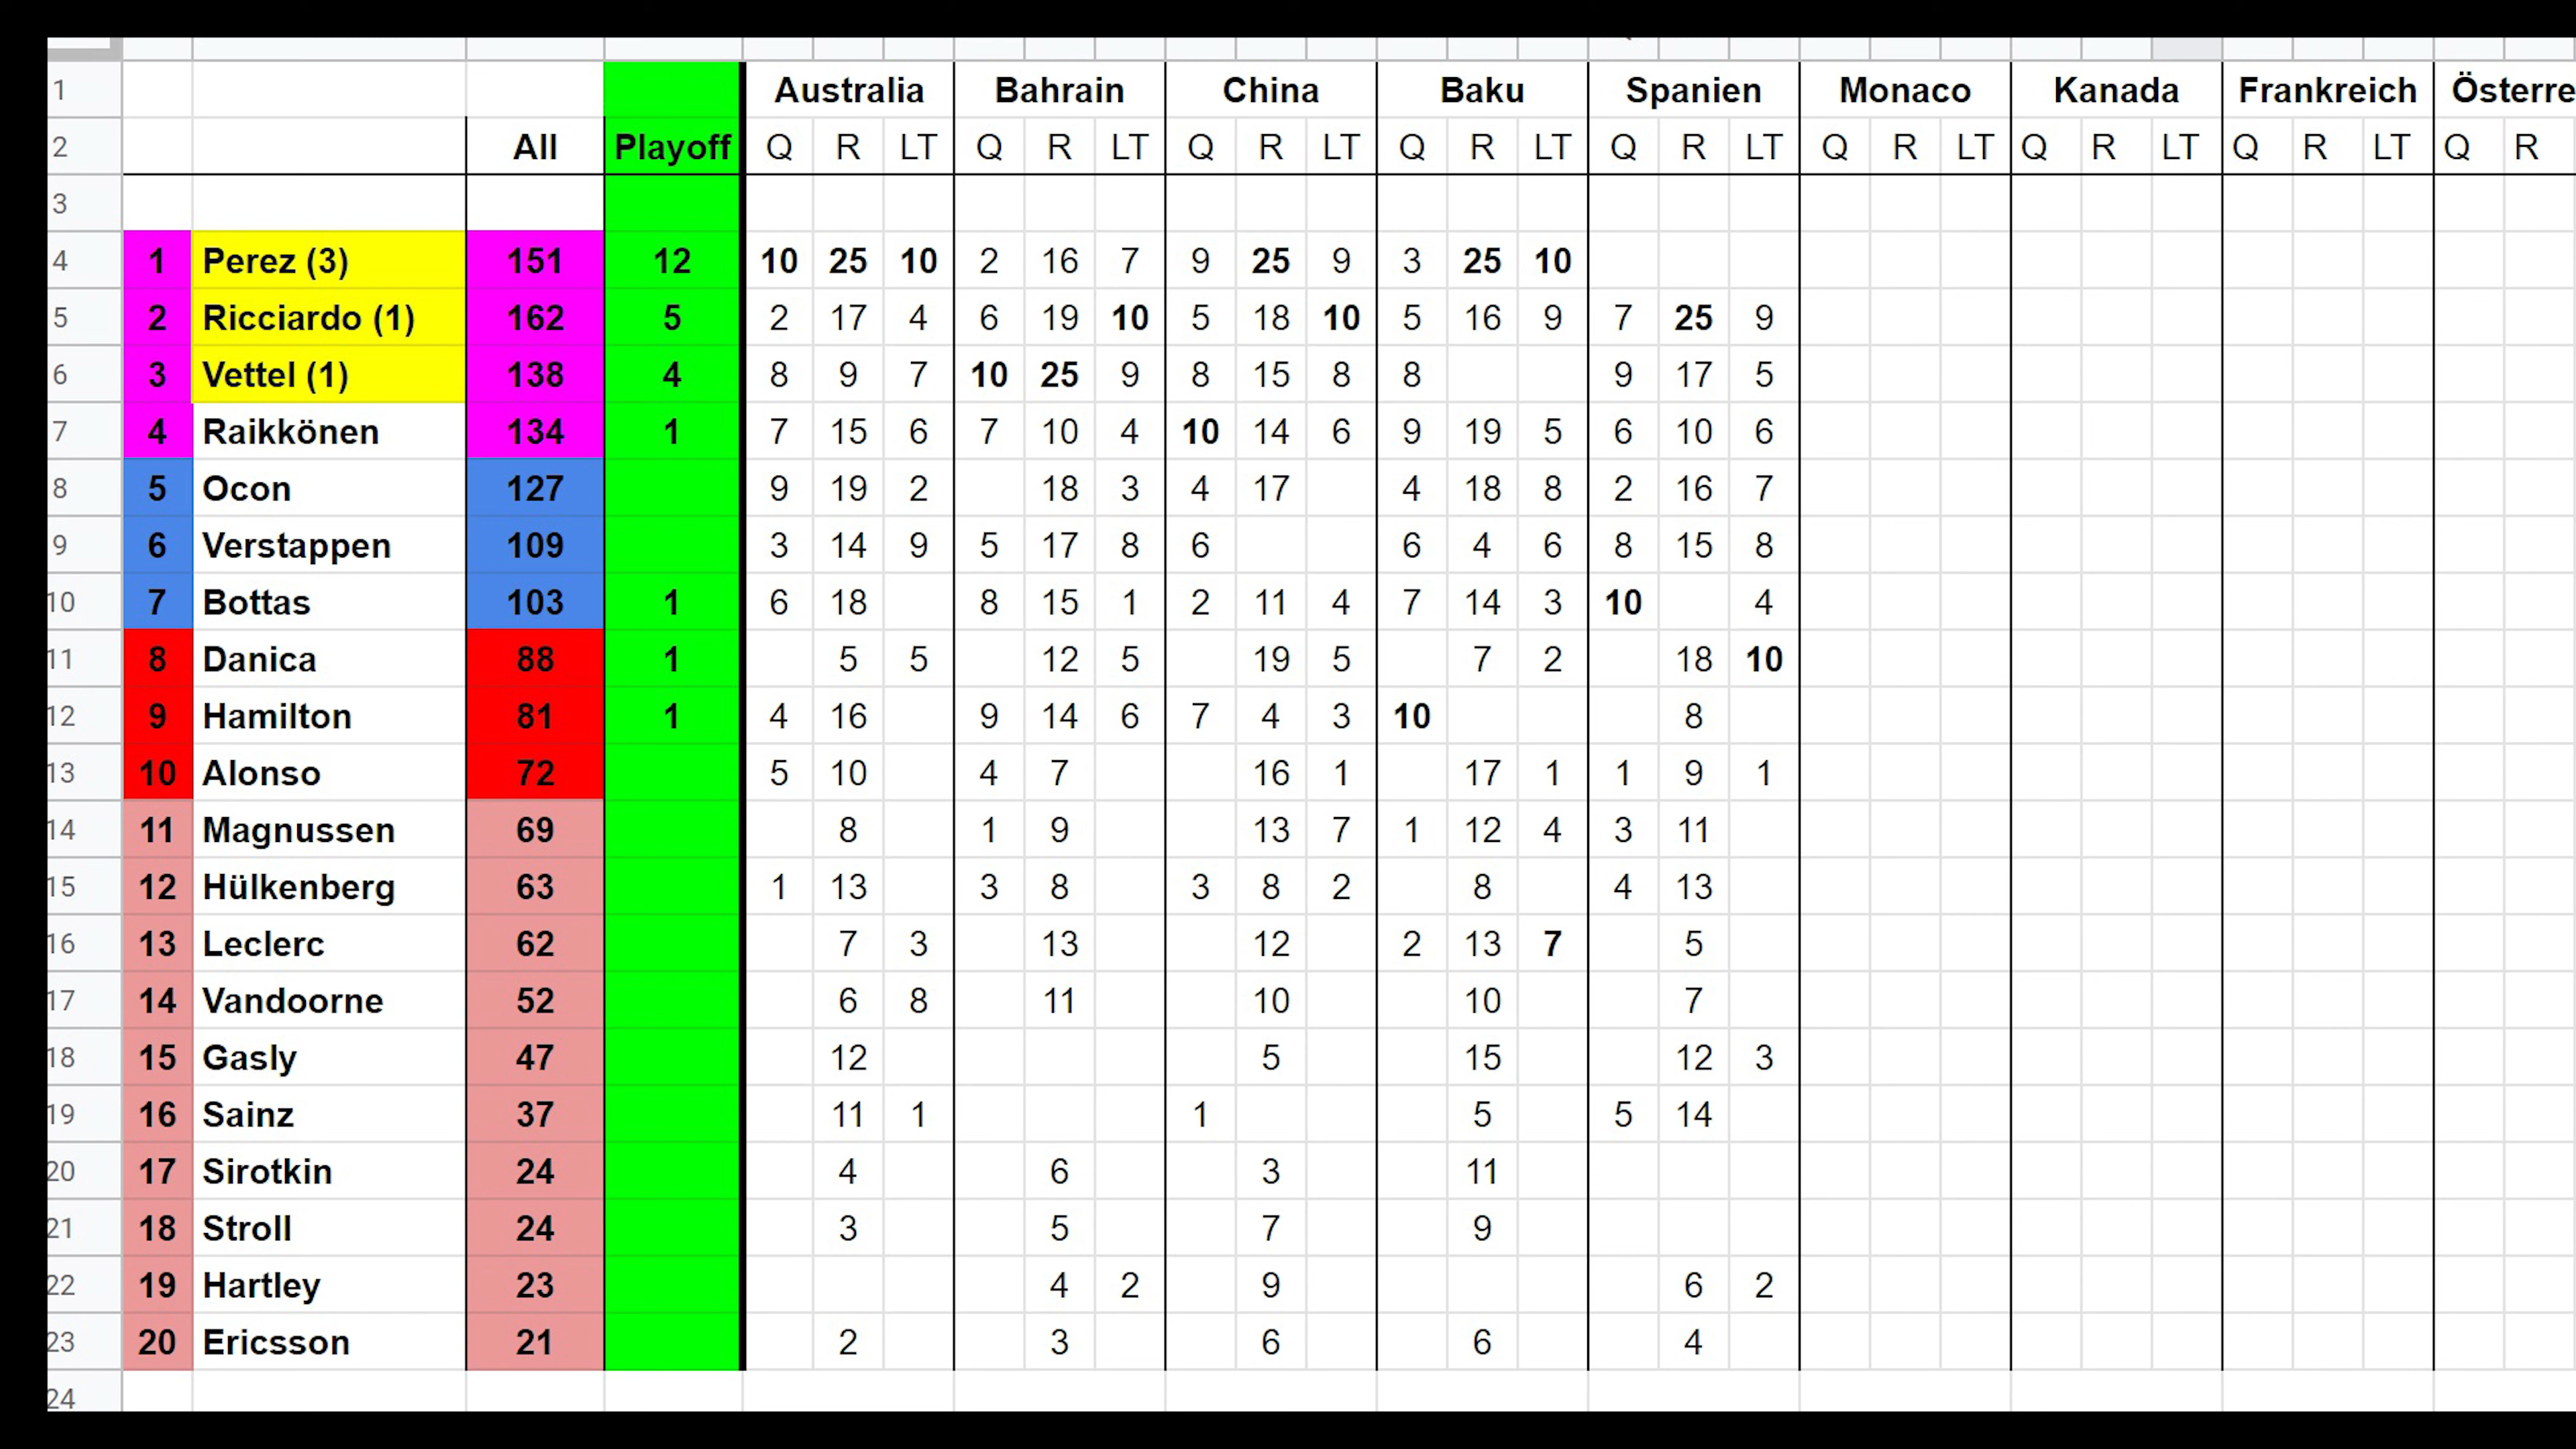 1 Australia Bahrain China Baku Spanien Monaco Kanada Frankreich Österre
2 All Playoff Q R LT Q R LT Q R LT Q R LT Q R LT Q R LT Q R LT Q R LT Q R
3
4 1 Perez (3) 151 12 10 25 10 2 16 7 9 25 9 3 25 10
5 2 Ricciardo (1) 162 5 2 17 4 6 19 10 5 18 10 5 16 9 7 25 9
6 3 Vettel (1) 138 4 8 9 7 10 25 9 8 15 8 8 9 17 5
7 4 Raikkönen 134 1 7 15 6 7 10 4 10 14 6 9 19 5 6 10 6
8 5 Ocon 127 9 19 2 18 3 4 17 4 18 8 2 16 7
9 6 Verstappen 109 3 14 9 5 17 8 6 6 4 6 8 15 8
10 7 Bottas 103 1 6 18 8 15 1 2 11 4 7 14 3 10 4
11 8 Danica 88 1 5 5 12 5 19 5 7 2 18 10
12 9 Hamilton 81 1 4 16 9 14 6 7 4 3 10 8
13 10 Alonso 72 5 10 4 7 16 1 17 1 1 9 1
14 11 Magnussen 69 8 1 9 13 7 1 12 4 3 11
15 12 Hülkenberg 63 1 13 3 8 3 8 2 8 4 13
16 13 Leclerc 62 7 3 13 12 2 13 7 5
17 14 Vandoorne 52 6 8 11 10 10 7
18 15 Gasly 47 12 5 15 12 3
19 16 Sainz 37 11 1 1 5 5 14
20 17 Sirotkin 24 4 6 3 11
21 18 Stroll 24 3 5 7 9
22 19 Hartley 23 4 2 9 6 2
23 20 Ericsson 21 2 3 6 6 4
24